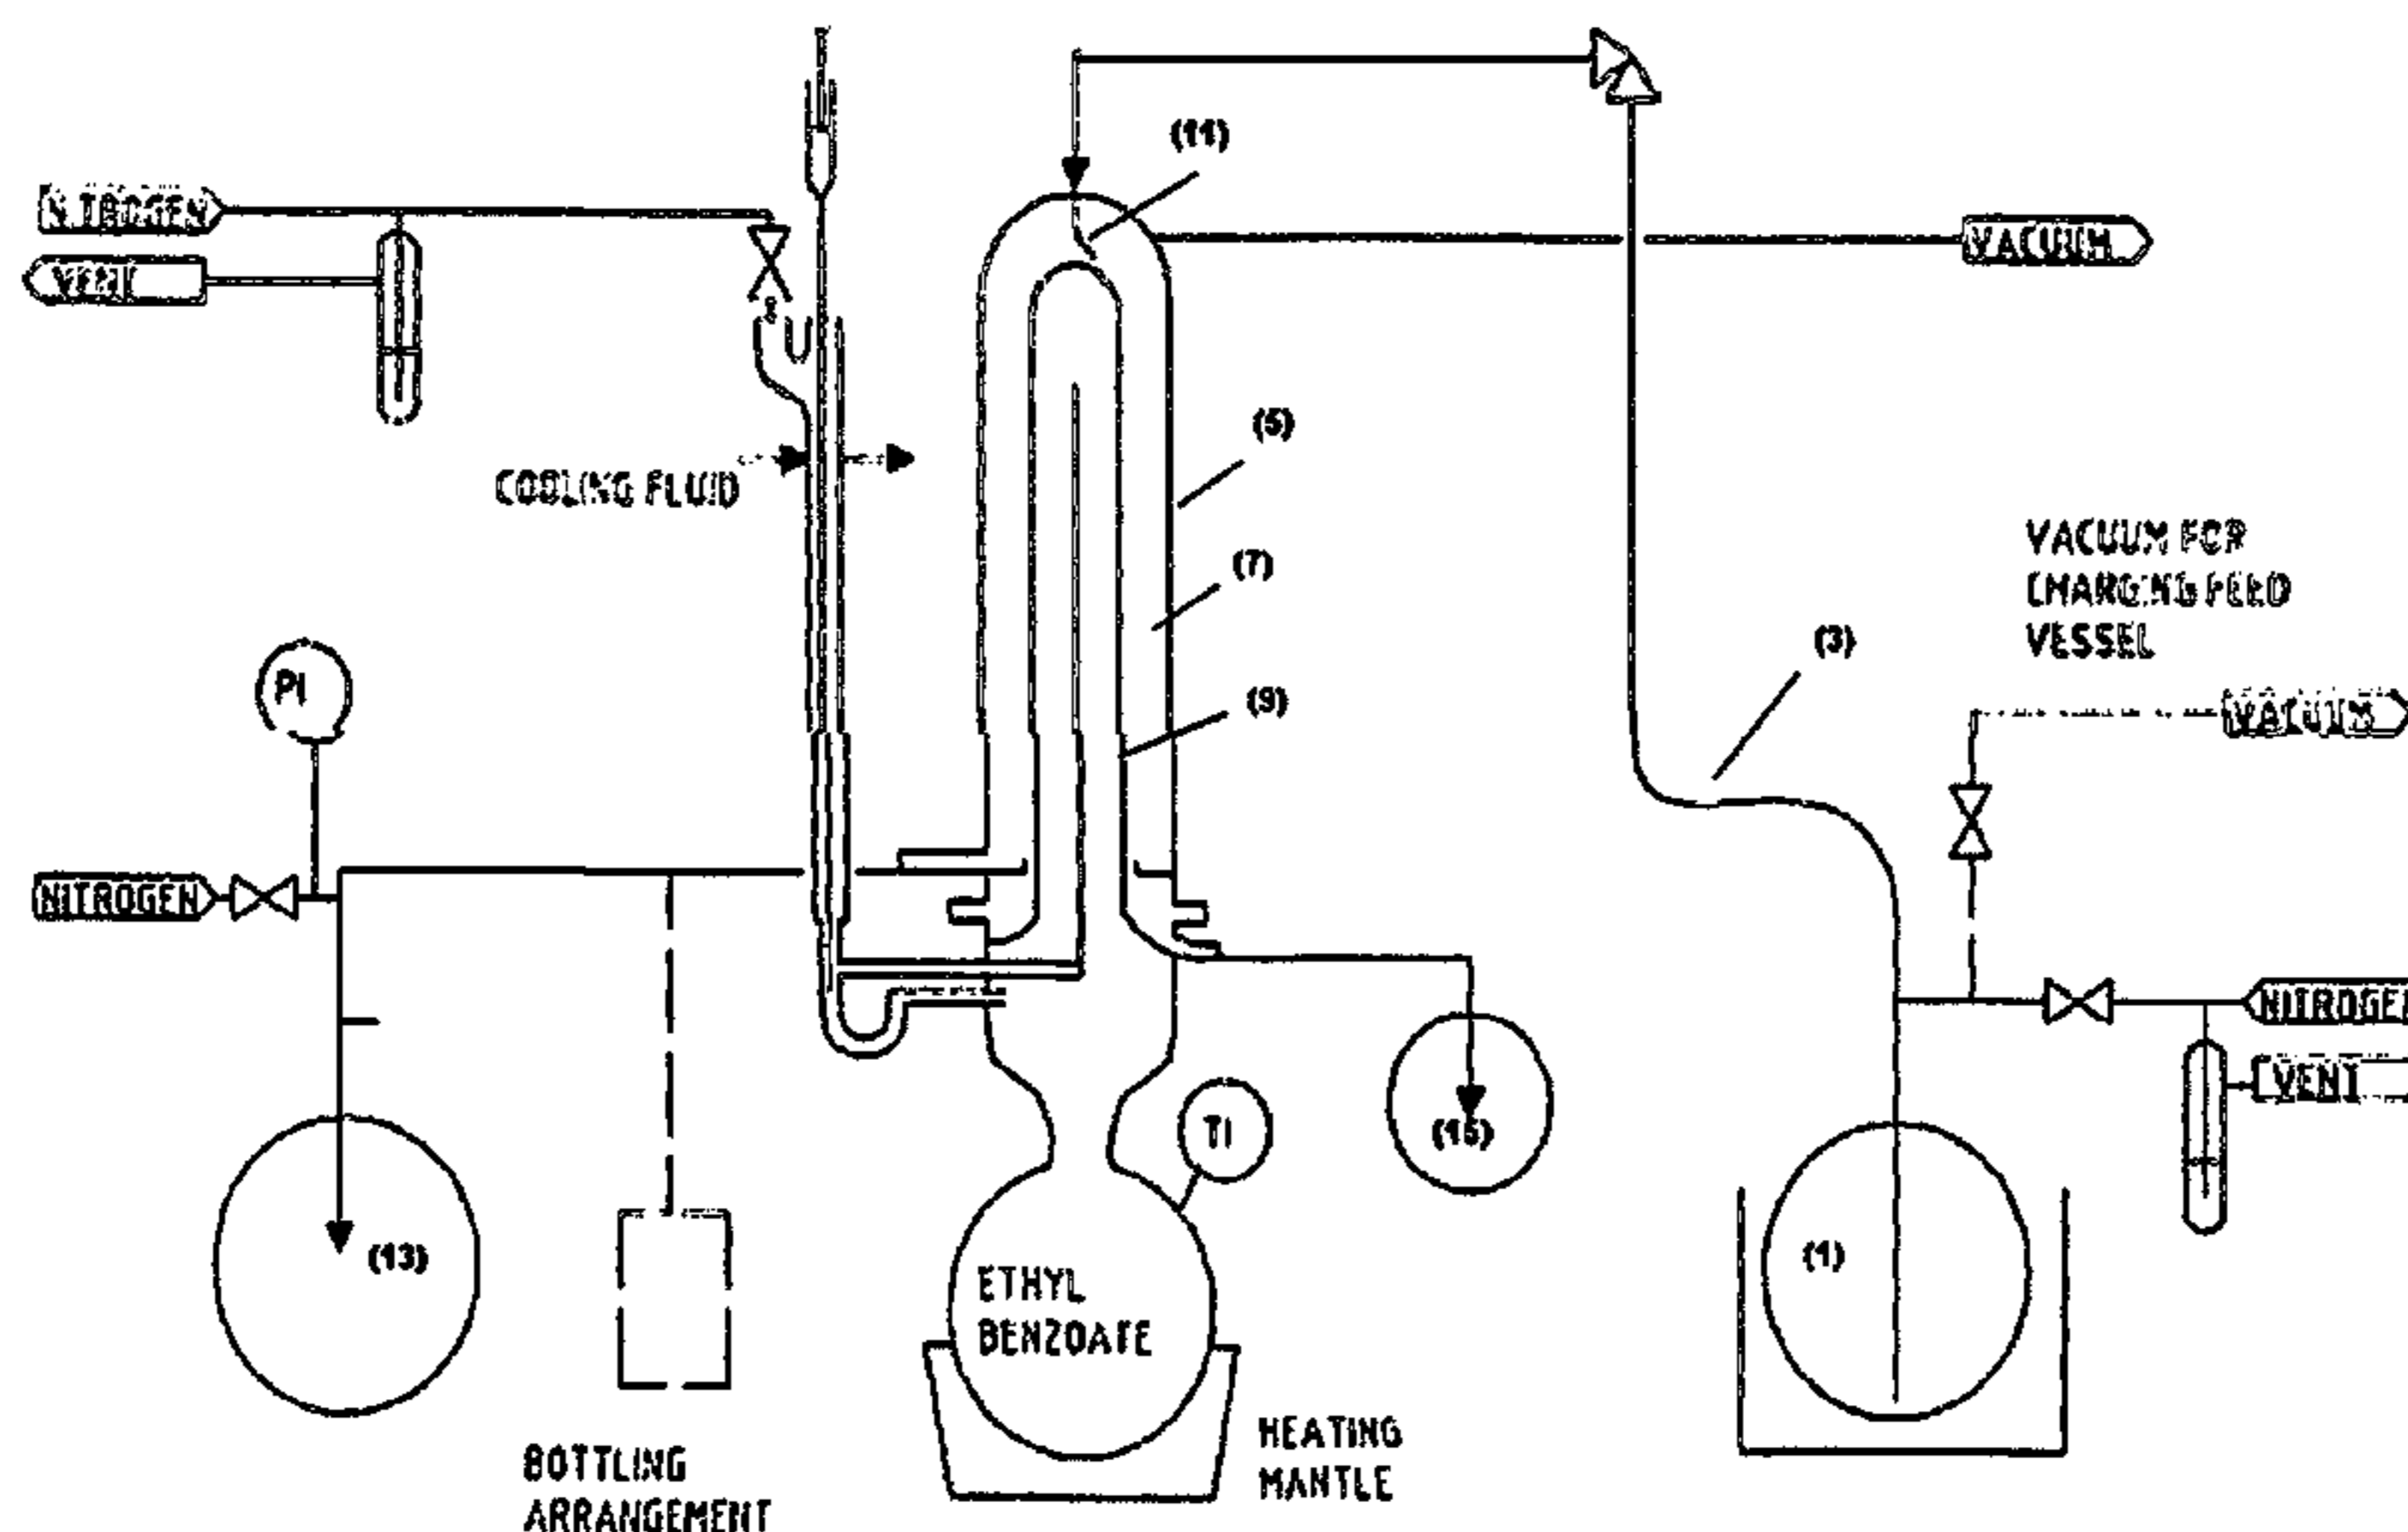 (11)
NITROGEN
VENT
VACUUM
(5)
COOLING FLUID
(7)
VACUUM FOR
CHARGING FEED
VESSEL
(3)
PI
(9)
VACUUM
NITROGEN
NITROGEN
VENT
TI
(15)
(13)
(1)
ETHYL
BENZOATE
HEATING
MANTLE
BOTTLING
ARRANGEMENT